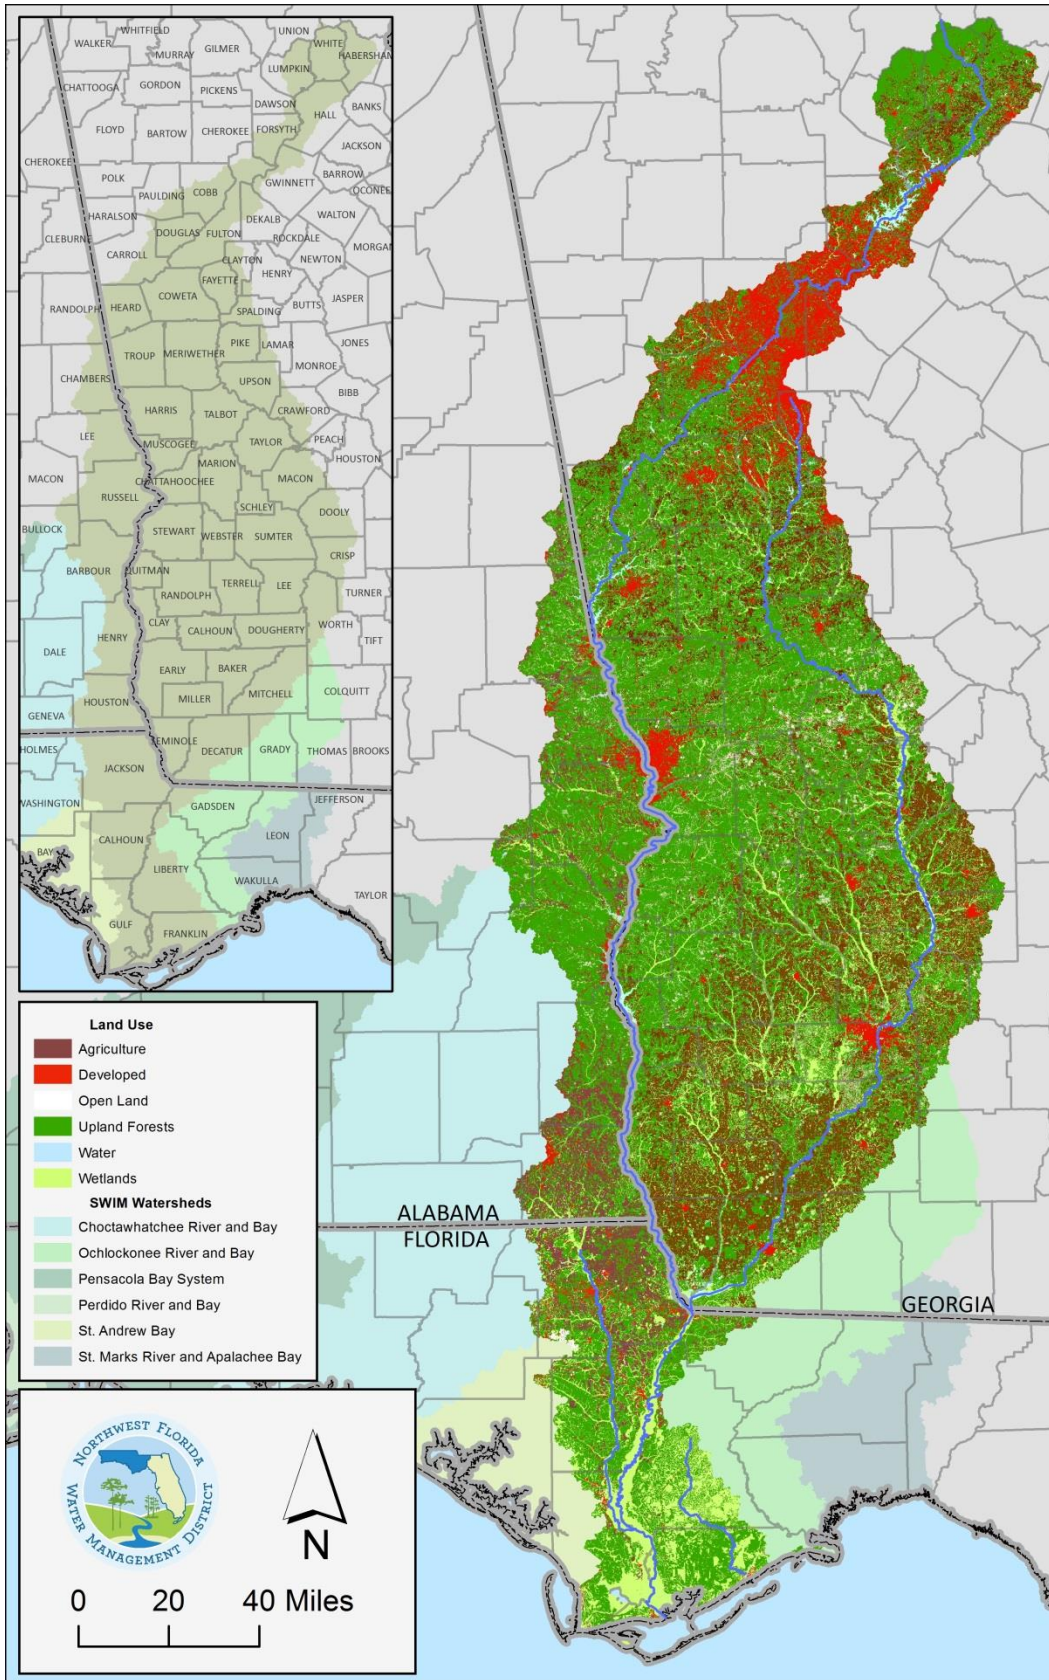 WHITFIELD
UNION
WALKER
MURRAY
GILMER
WHITE
HABERSHAM
LUMPKIN
CHATTOOGA
GORDON
PICKENS
DAWSON
BANKS
FLOYD
BARTOW
CHEROKEE
FORSYTH
HALL
JACKSON
CHEROKEE
POLK
BARROW
PAULDING
COBB
GWINNETT
OCONEE
HARALSON
WALTON
DEKALB
CLEBURNE
DOUGLAS
FULTON
ROCKDALE
MORGAN
CARROLL
CLAYTON
NEWTON
HENRY
FAYETTE
RANDOLPH
HEARD
COWETA
BUTTS
JASPER
SPALDING
PIKE
LAMAR
JONES
TROUP
MERIWETHER
MONROE
CHAMBERS
UPSON
BIBB
HARRIS
TALBOT
CRAWFORD
LEE
MUSCOGEE
TAYLOR
PEACH
HOUSTON
MACON
MARION
MACON
CHATTAHOOCHEE
RUSSELL
SCHLEY
DOOLY
BULLOCK
STEWART
WEBSTER
SUMTER
CRISP
BARBOUR
QUITMAN
TERRELL
LEE
RANDOLPH
TURNER
CLAY
CALHOUN
DOUGHERTY
WORTH
TIFT
HENRY
DALE
EARLY
BAKER
MITCHELL
COLQUITT
HOUSTON
MILLER
GENEVA
SEMINOLE
HOLMES
DECATUR
GRADY
THOMAS
BROOKS
JACKSON
WASHINGTON
GADSDEN
JEFFERSON
CALHOUN
LEON
BAY
LIBERTY
WAKULLA
TAYLOR
GULF
FRANKLIN
Land Use
Agriculture
Developed
Open Land
Upland Forests
Water
Wetlands
SWIM Watersheds
Choctawhatchee River and Bay
Ochlockonee River and Bay
Pensacola Bay System
Perdido River and Bay
St. Andrew Bay
St. Marks River and Apalachee Bay
ALABAMA
FLORIDA
GEORGIA
NORTHWEST FLORIDA
WATER MANAGEMENT DISTRICT
N
0 20 40 Miles